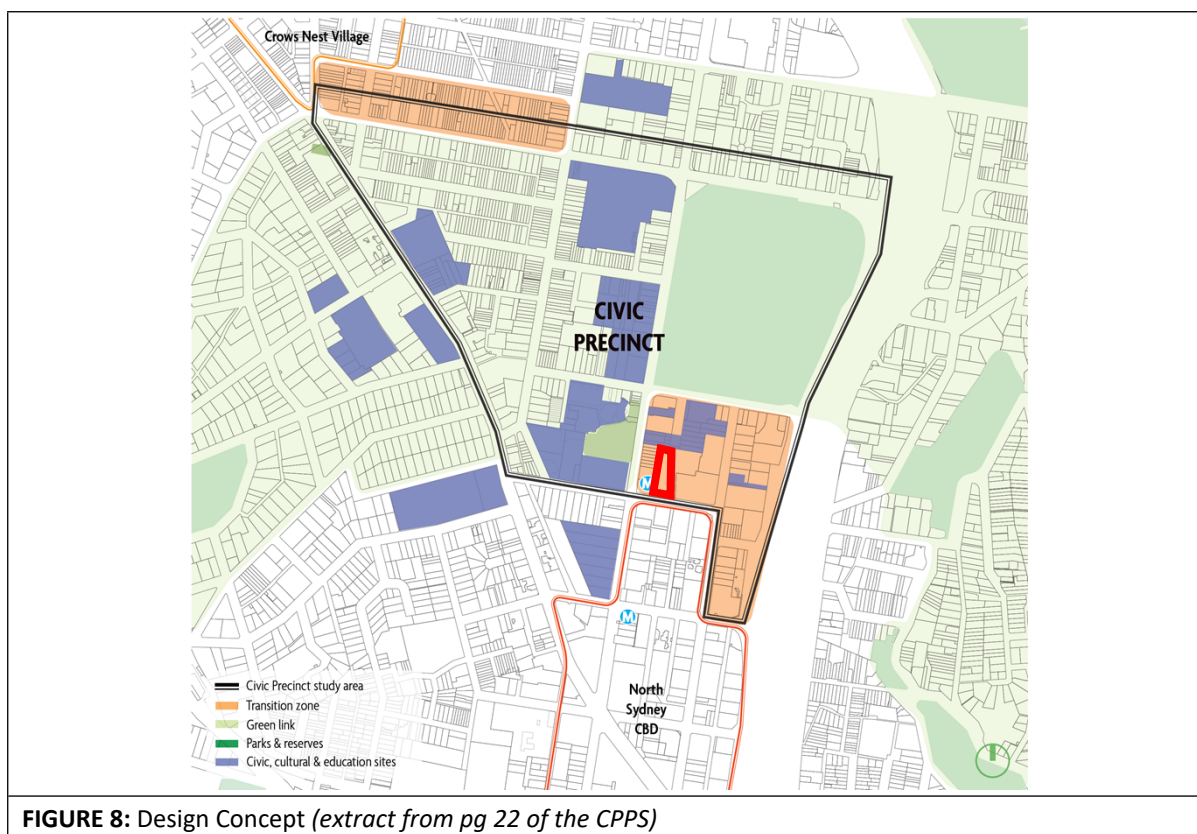 Crows Nest Village
CIVIC
PRECINCT
M
M
North
Sydney
CBD
Civic Precinct study area
Transition zone
Green link
Parks & reserves
Civic, cultural & education sites
FIGURE 8: Design Concept (extract from pg 22 of the CPPS)